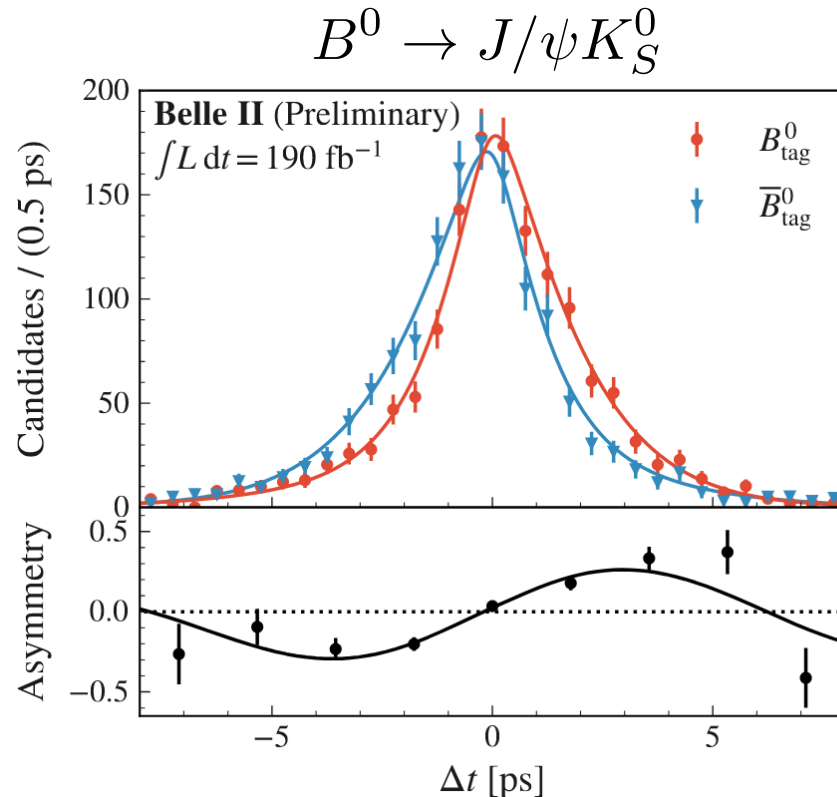 B⁰ → J/ψK⁰_S
Belle II (Preliminary)
∫L dt = 190 fb⁻¹
B⁰_tag
B̅⁰_tag
Candidates / (0.5 ps)
200
150
100
50
0
Asymmetry
0.5
0.0
−0.5
−5 0 5
Δt [ps]